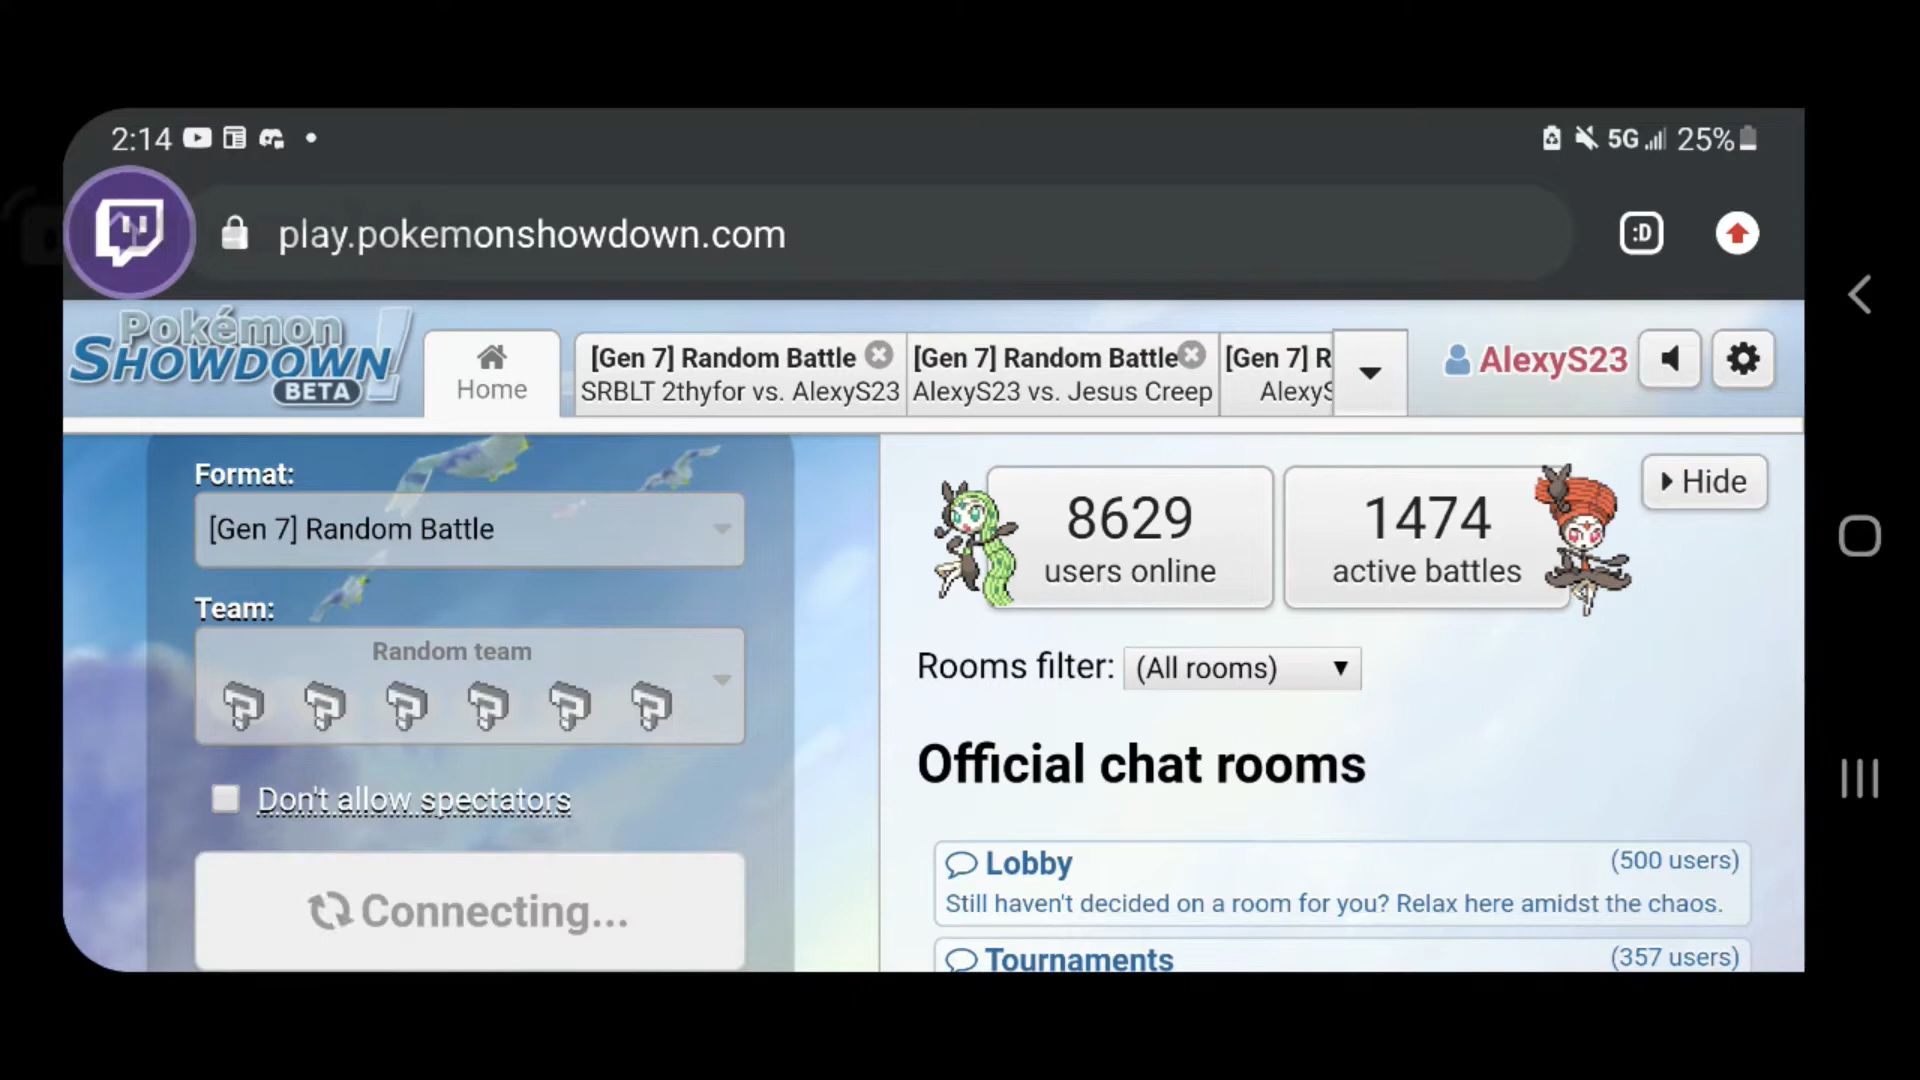 2:14
5G 25%
play.pokemonshowdown.com
:D
Pokémon
SHOWDOWN!
BETA
Home
[Gen 7] Random Battle
SRBLT 2thyfor vs. AlexyS23
[Gen 7] Random Battle
AlexyS23 vs. Jesus Creep
[Gen 7] R
AlexyS
AlexyS23
Format:
[Gen 7] Random Battle
Team:
Random team
? ? ? ? ? ?
Don't allow spectators
Connecting...
8629
users online
1474
active battles
Hide
Rooms filter: (All rooms)
Official chat rooms
Lobby (500 users)
Still haven't decided on a room for you? Relax here amidst the chaos.
Tournaments (357 users)